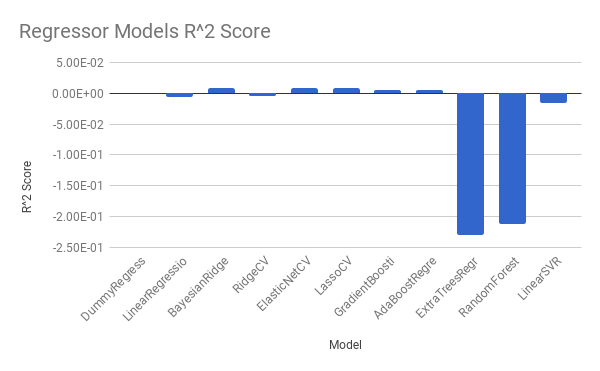 Regressor Models R^2 Score
5.00E-02
0.00E+00
-5.00E-02
-1.00E-01
-1.50E-01
-2.00E-01
-2.50E-01
R^2 Score
DummyRegress
LinearRegressio
BayesianRidge
RidgeCV
ElasticNetCV
LassoCV
GradientBoosti
AdaBoostRegre
ExtraTreesRegr
RandomForest
LinearSVR
Model